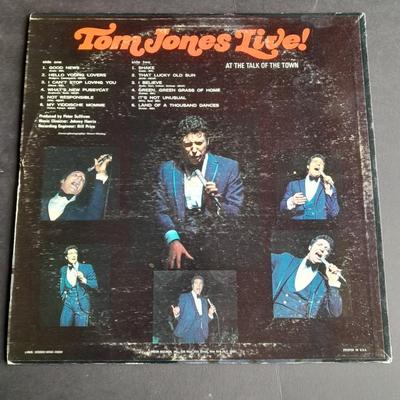 Tom Jones Live!
AT THE TALK OF THE TOWN
side one
1. GOOD NEWS
2. HELLO YOUNG LOVERS
3. I CAN'T STOP LOVING YOU
4. WHAT'S NEW PUSSYCAT
5. NOT RESPONSIBLE
6. MY YIDDISHE MOMME
side two
1. SHAKE
2. THAT LUCKY OLD SUN
3. I BELIEVE
4. GREEN, GREEN GRASS OF HOME
5. IT'S NOT UNUSUAL
6. LAND OF A THOUSAND DANCES
Produced by Peter Sullivan
Music Director: Johnny Harris
Recording Engineer: Bill Price
PRINTED IN U.S.A.